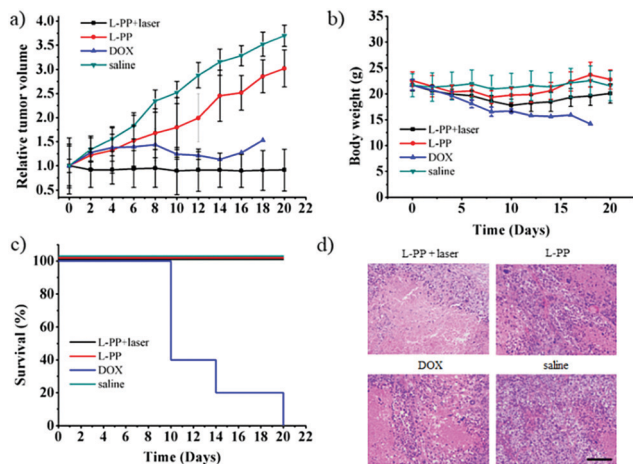 a)
4.0
3.5
3.0
2.5
2.0
1.5
1.0
0.5
Relative tumor volume
L-PP+laser
L-PP
DOX
saline
0 2 4 6 8 10 12 14 16 18 20 22
Time (Days)
b)
35
30
25
20
15
10
5
0
Body weight (g)
L-PP+laser
L-PP
DOX
saline
0 5 10 15 20
Time (Days)
c)
100
80
60
40
20
0
Survival (%)
L-PP+laser
L-PP
DOX
saline
0 2 4 6 8 10 12 14 16 18 20 22
Time (Days)
d)
L-PP + laser
L-PP
DOX
saline